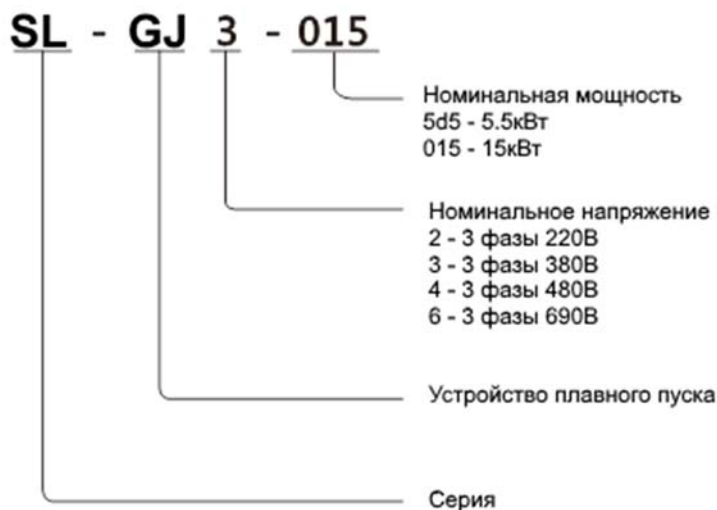 SL - GJ 3 - 015
Номинальная мощность
5d5 - 5.5кВт
015 - 15кВт
Номинальное напряжение
2 - 3 фазы 220В
3 - 3 фазы 380В
4 - 3 фазы 480В
6 - 3 фазы 690В
Устройство плавного пуска
Серия